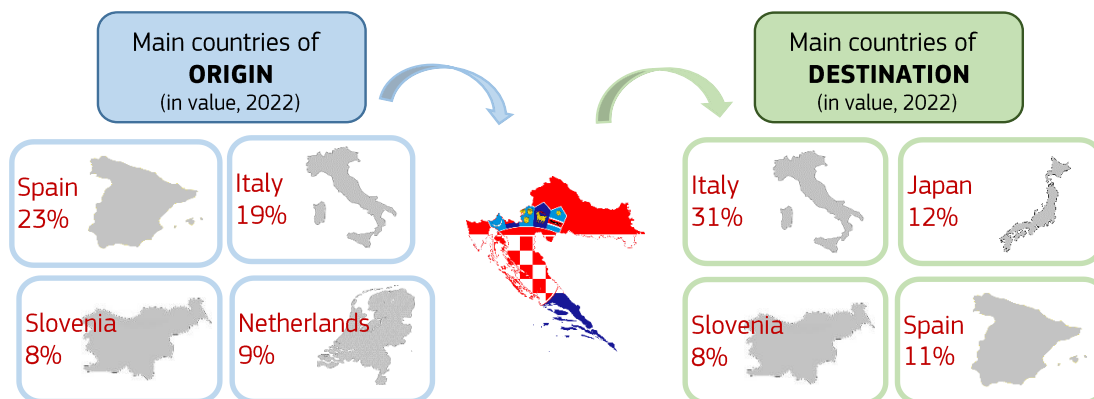 Main countries of
ORIGIN
(in value, 2022)
Main countries of
DESTINATION
(in value, 2022)
Spain
23%
Italy
19%
Slovenia
8%
Netherlands
9%
Italy
31%
Japan
12%
Slovenia
8%
Spain
11%